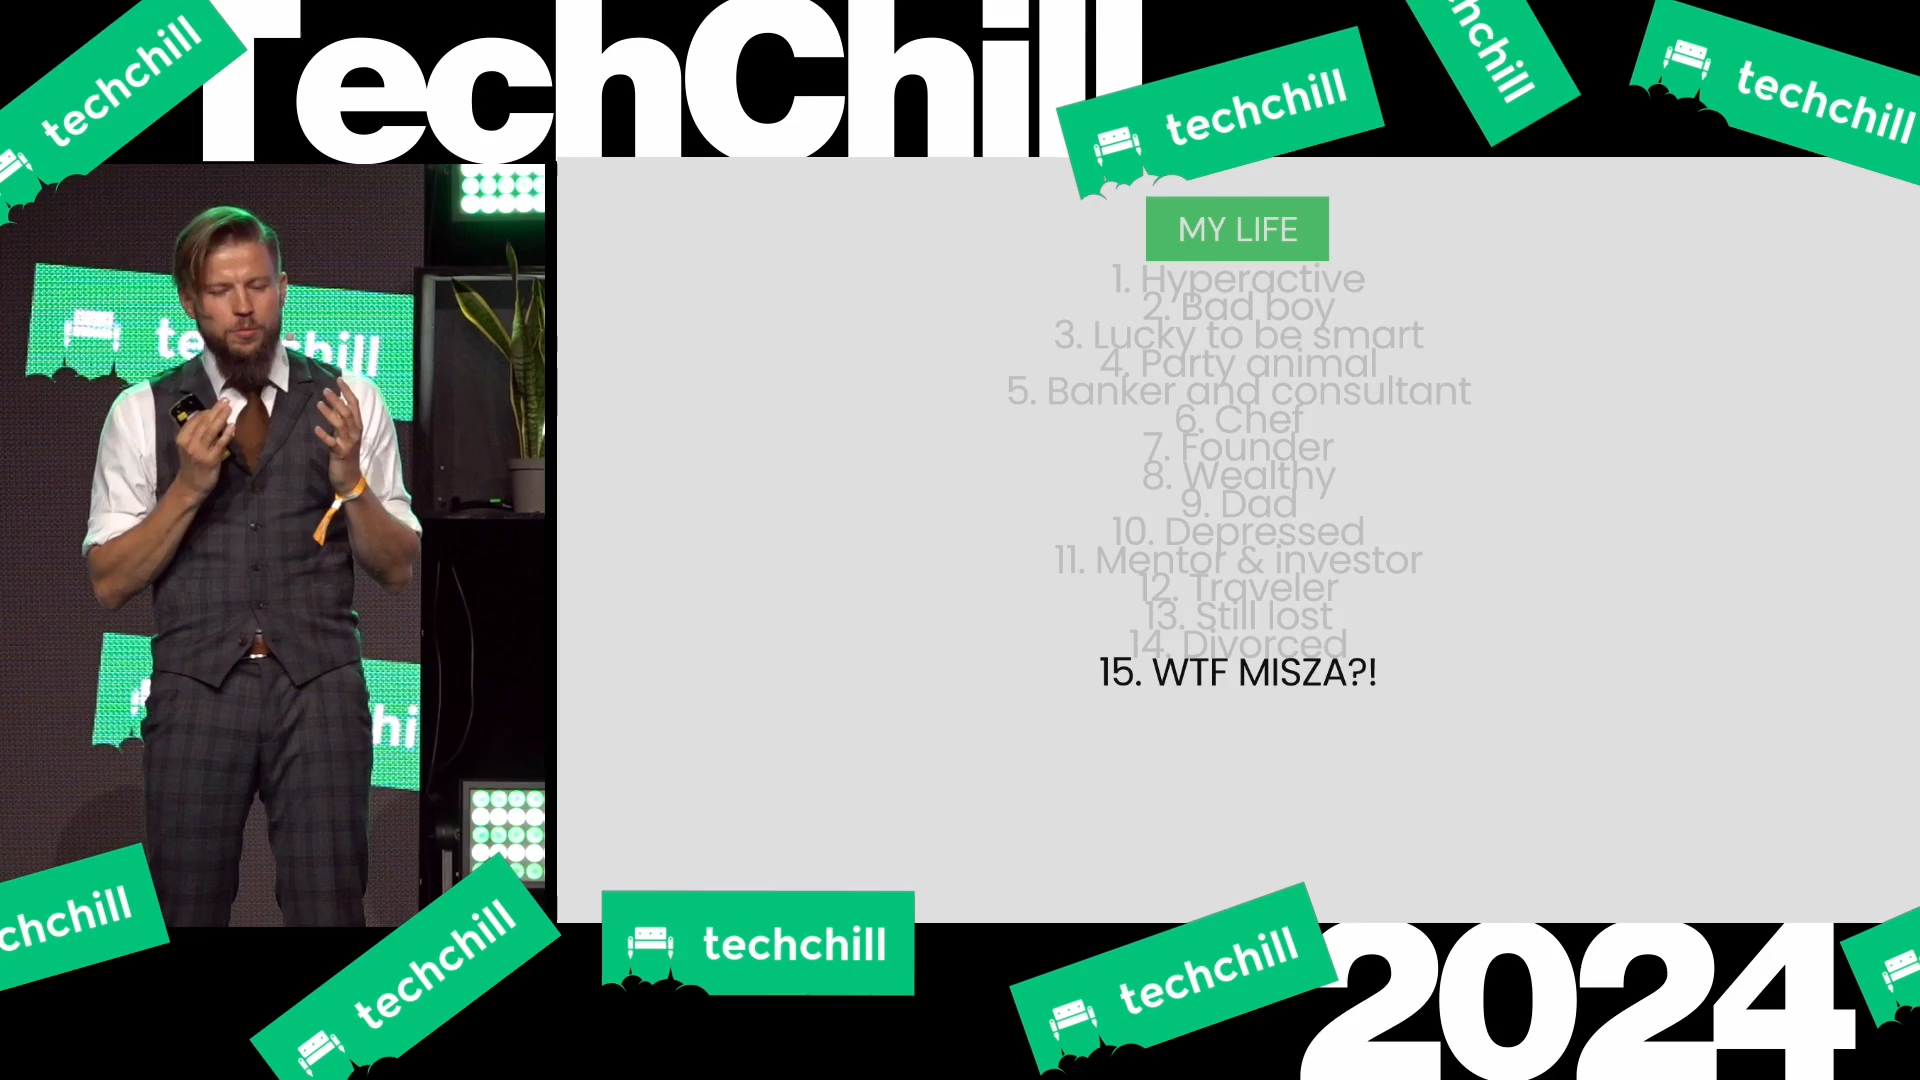 TechChill
techchill
techchill
chchill
techchill
techchill
MY LIFE
1. Hyperactive
2. Bad boy
3. Lucky to be smart
4. Party animal
5. Banker and consultant
6. Chef
7. Founder
8. Wealthy
9. Dad
10. Depressed
11. Mentor & investor
12. Traveler
13. Still lost
14. Divorced
15. WTF MISZA?!
chchill
techchill
techchill
techchill
2024